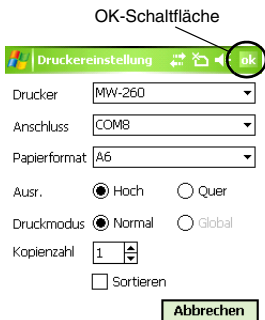 OK-Schaltfläche
Druckereinstellung ok
Drucker MW-260
Anschluss COM8
Papierformat A6
Ausr. Hoch Quer
Druckmodus Normal Global
Kopienzahl 1
Sortieren
Abbrechen